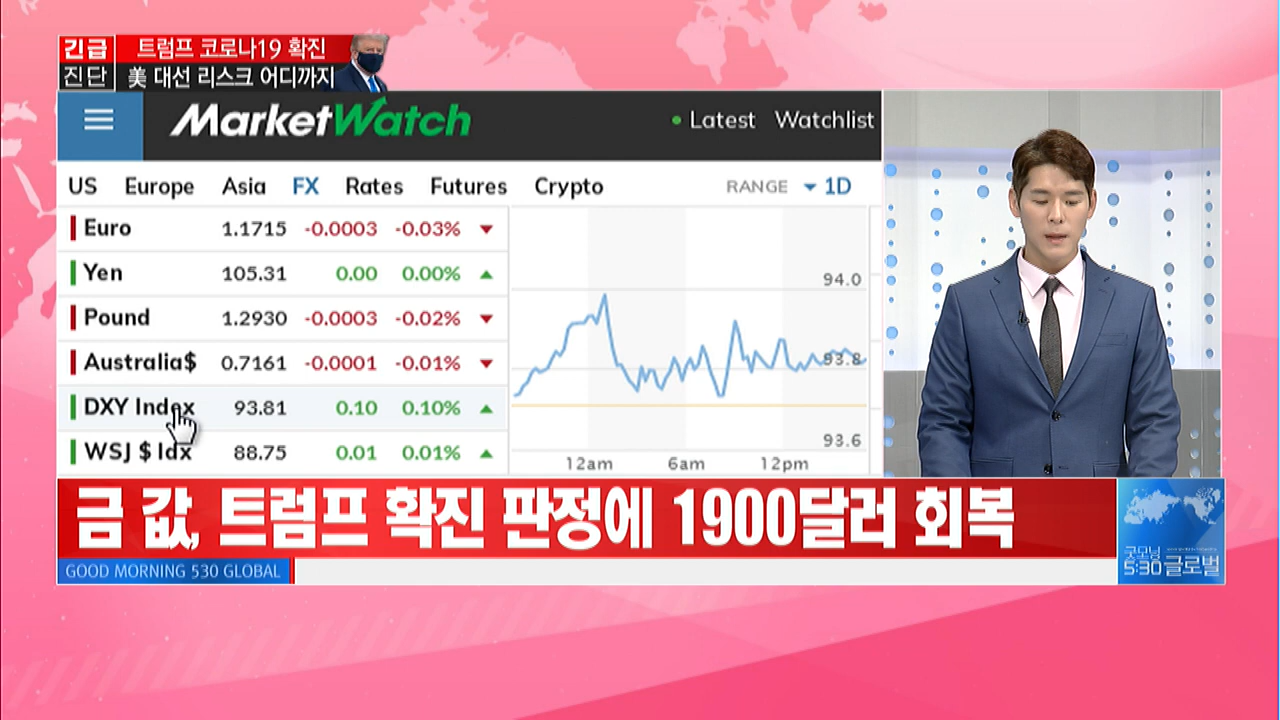 긴급 트럼프 코로나19 확진
진단 美 대선 리스크 어디까지
MarketWatch
Latest Watchlist
US Europe Asia FX Rates Futures Crypto
RANGE 1D
Euro 1.1715 -0.0003 -0.03%
Yen 105.31 0.00 0.00%
Pound 1.2930 -0.0003 -0.02%
Australia$ 0.7161 -0.0001 -0.01%
DXY Index 93.81 0.10 0.10%
WSJ $ Idx 88.75 0.01 0.01%
94.0
93.8
93.6
12am 6am 12pm
금 값, 트럼프 확진 판정에 1900달러 회복
GOOD MORNING 530 GLOBAL
굿모닝
5:30 글로벌